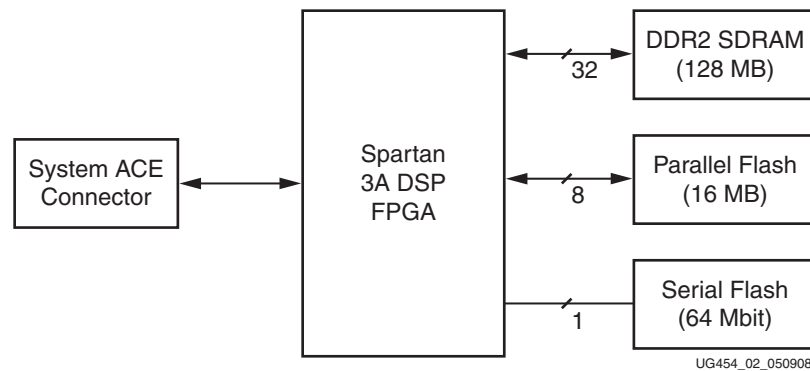 System ACE
Connector
Spartan
3A DSP
FPGA
32
DDR2 SDRAM
(128 MB)
8
Parallel Flash
(16 MB)
1
Serial Flash
(64 Mbit)
UG454_02_050908